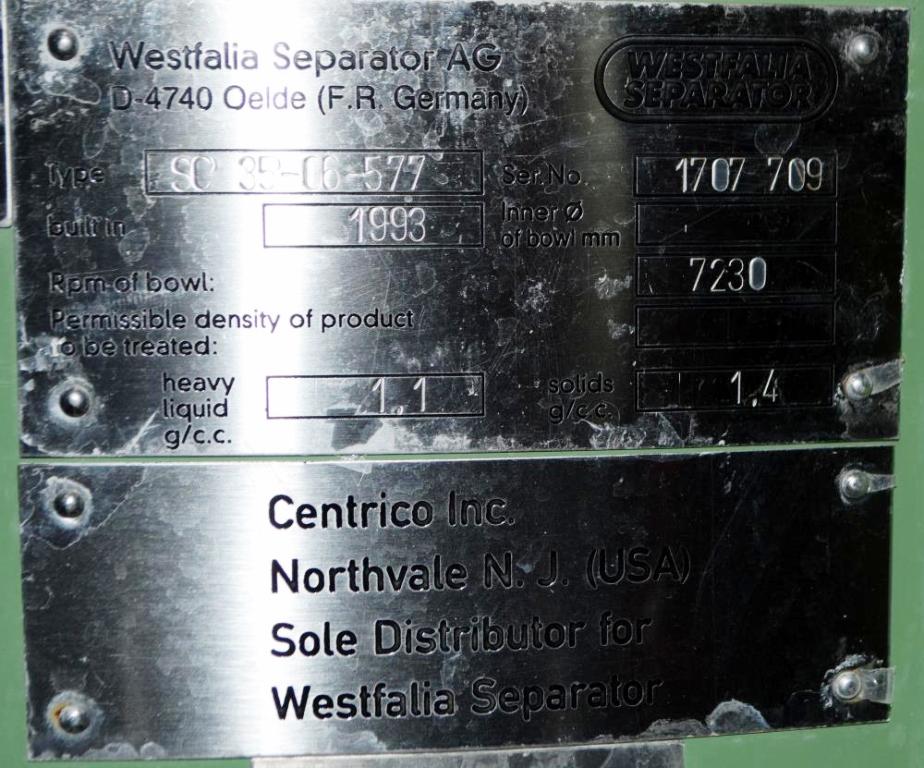 Westfalia Separator AG
D-4740 Oelde (F.R. Germany)
WESTFALIA
SEPARATOR
Type SC 35-06-577 Ser. No. 1707 709
built in 1993 Inner Ø
of bowl mm
Rpm of bowl: 7230
Permissible density of product
to be treated:
heavy
liquid
g/c.c. 1.1 solids
g/c.c. 1.4
Centrico Inc.
Northvale N. J. (USA)
Sole Distributor for
Westfalia Separator